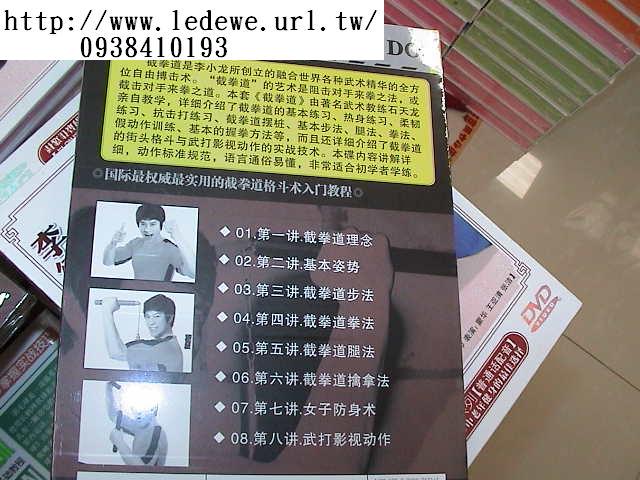 http://www.ledewe.url.tw/
0938410193
DO
截拳道是李小龙所创立的融合世界各种武术精华的全方
位自由搏击术。“截拳道”的艺术是阻击对手来拳之法，或
截击对手来拳之道。本套《截拳道》由著名武术教练石天龙
亲自教学，详细介绍了截拳道的基本练习、热身练习、柔韧
练习、抗击打练习、截拳道摆桩、基本步法、腿法、拳法、
假动作训练、基本的握拳方法等，而且还详细介绍了截拳道
的街头格斗与武打影视动作的实战技术。本碟内容讲解详
细，动作标准规范，语言通俗易懂，非常适合初学者学练。
国际最权威最实用的截拳道格斗术入门教程
01.第一讲.截拳道理念
02.第二讲.基本姿势
03.第三讲.截拳道步法
04.第四讲.截拳道拳法
05.第五讲.截拳道腿法
06.第六讲.截拳道擒拿法
07.第七讲.女子防身术
08.第八讲.武打影视动作
李
DVD
VIDEO
【普通话配音】